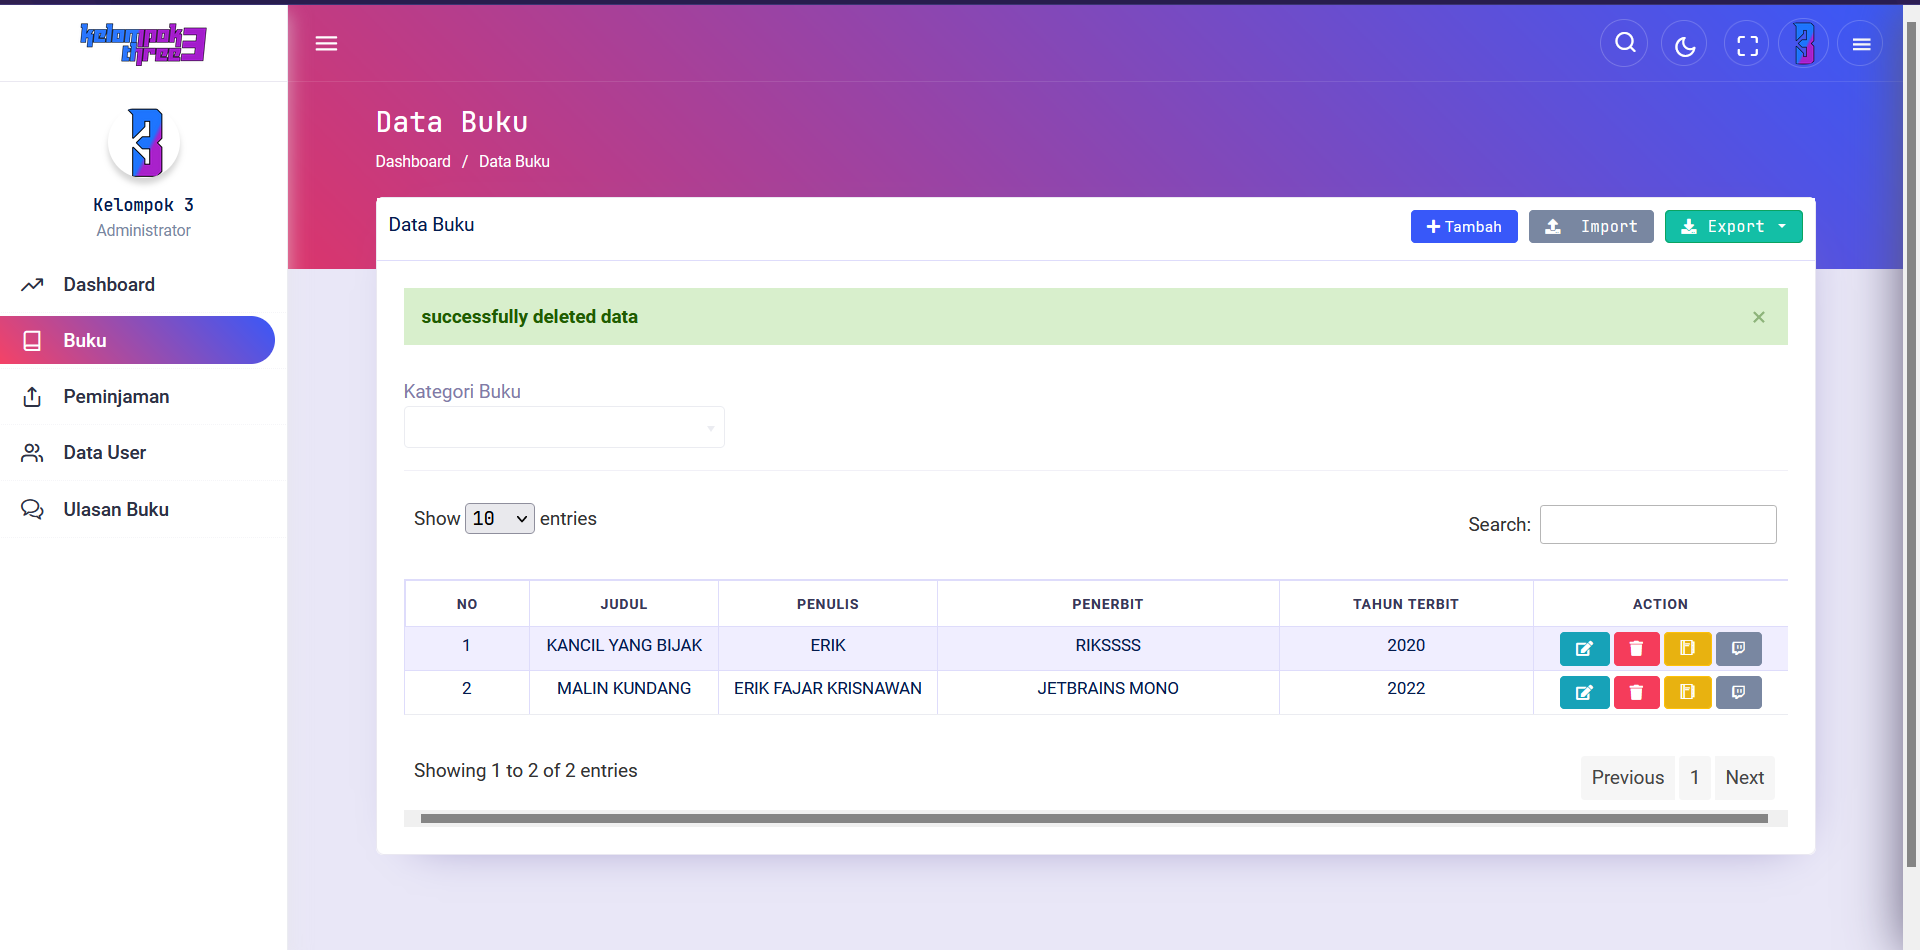 kelompok
three 3
Kelompok 3
Administrator
Dashboard
Buku
Peminjaman
Data User
Ulasan Buku
Data Buku
Dashboard / Data Buku
Data Buku
Tambah
Import
Export
successfully deleted data
×
Kategori Buku
Show 10 entries
Search:
NO JUDUL PENULIS PENERBIT TAHUN TERBIT ACTION
1 KANCIL YANG BIJAK ERIK RIKSSSS 2020
2 MALIN KUNDANG ERIK FAJAR KRISNAWAN JETBRAINS MONO 2022
Showing 1 to 2 of 2 entries
Previous 1 Next